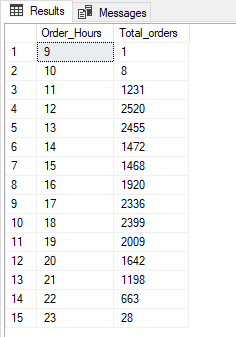 Results Messages
Order_Hours Total_orders
1 9 1
2 10 8
3 11 1231
4 12 2520
5 13 2455
6 14 1472
7 15 1468
8 16 1920
9 17 2336
10 18 2399
11 19 2009
12 20 1642
13 21 1198
14 22 663
15 23 28